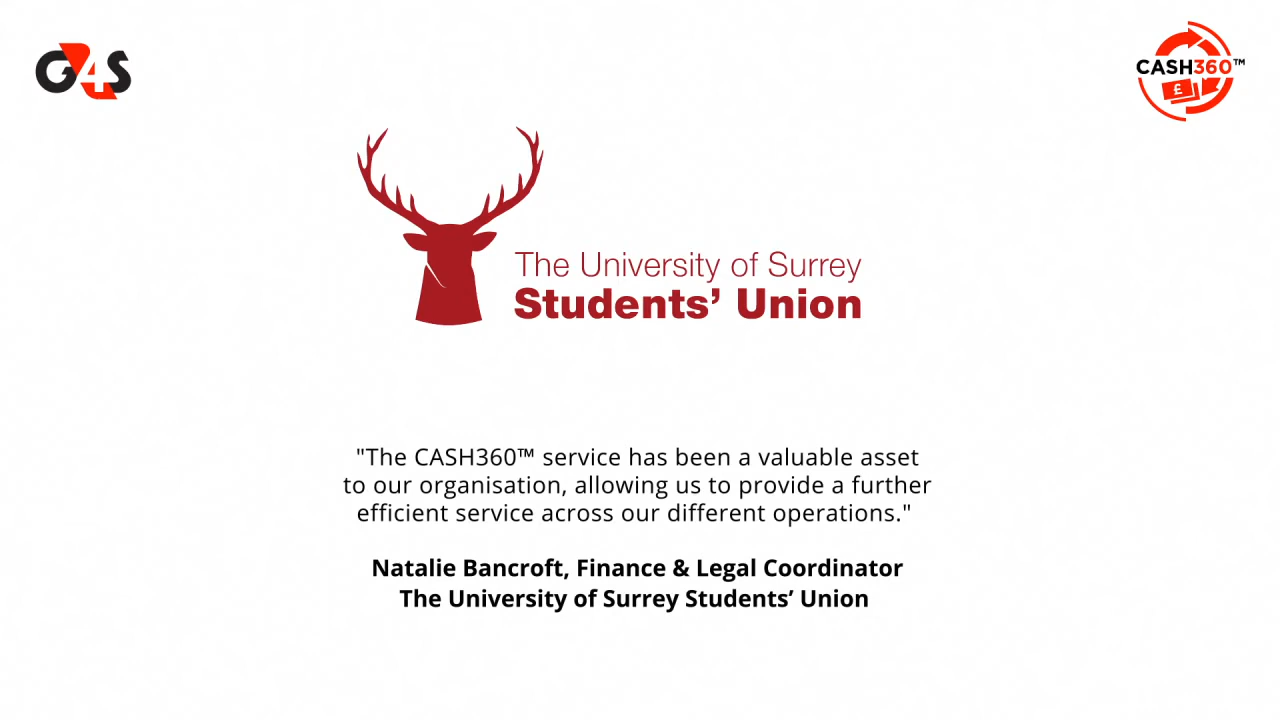 G4S
CASH360™
£
The University of Surrey
Students’ Union
"The CASH360™ service has been a valuable asset
to our organisation, allowing us to provide a further
efficient service across our different operations."
Natalie Bancroft, Finance & Legal Coordinator
The University of Surrey Students’ Union